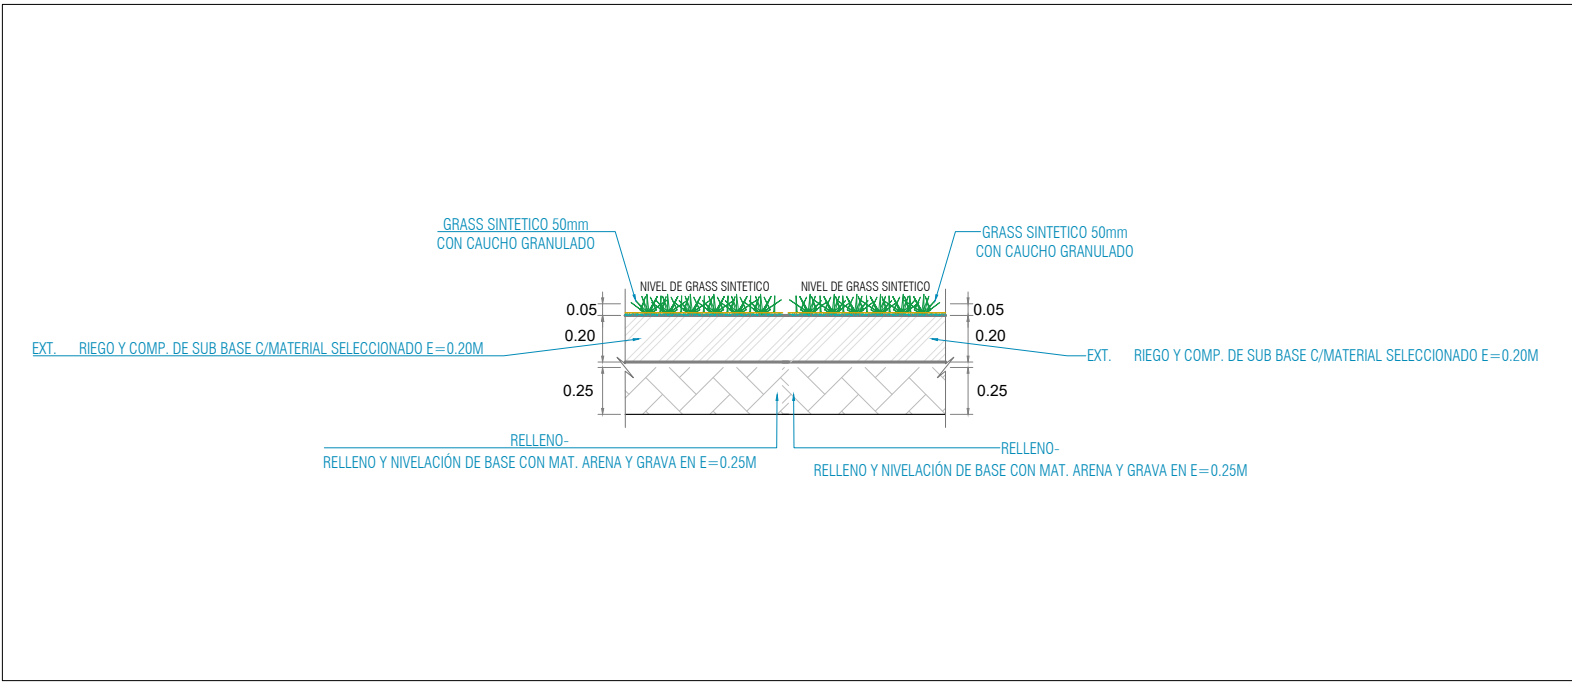 GRASS SINTETICO 50mm
CON CAUCHO GRANULADO
GRASS SINTETICO 50mm
CON CAUCHO GRANULADO
NIVEL DE GRASS SINTETICO
NIVEL DE GRASS SINTETICO
0.05
0.05
0.20
0.20
EXT. RIEGO Y COMP. DE SUB BASE C/MATERIAL SELECCIONADO E=0.20M
EXT. RIEGO Y COMP. DE SUB BASE C/MATERIAL SELECCIONADO E=0.20M
0.25
0.25
RELLENO-
RELLENO Y NIVELACIÓN DE BASE CON MAT. ARENA Y GRAVA EN E=0.25M
RELLENO-
RELLENO Y NIVELACIÓN DE BASE CON MAT. ARENA Y GRAVA EN E=0.25M